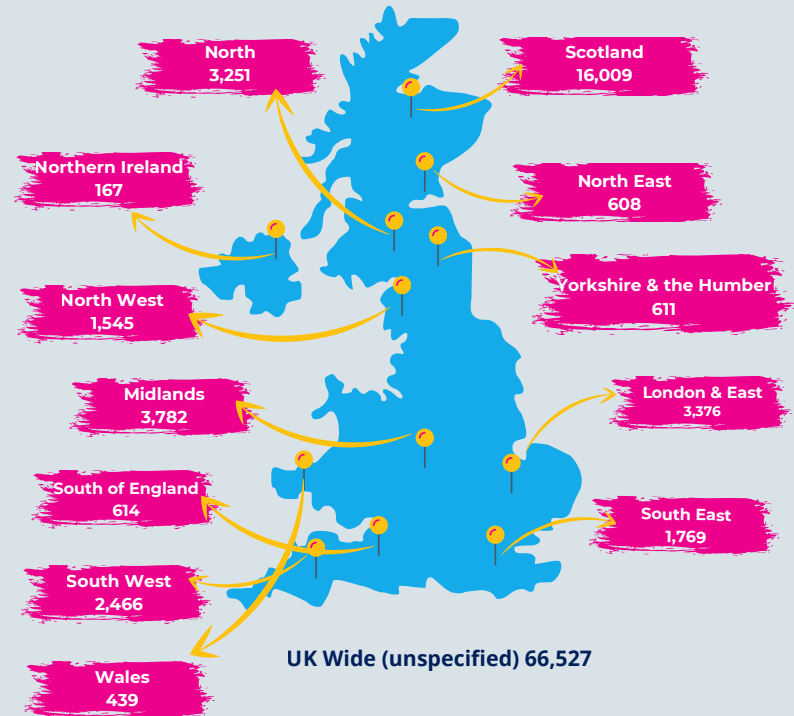 North
3,251
Scotland
16,009
Northern Ireland
167
North East
608
Yorkshire & the Humber
611
North West
1,545
Midlands
3,782
London & East
3,376
South of England
614
South East
1,769
South West
2,466
UK Wide (unspecified) 66,527
Wales
439